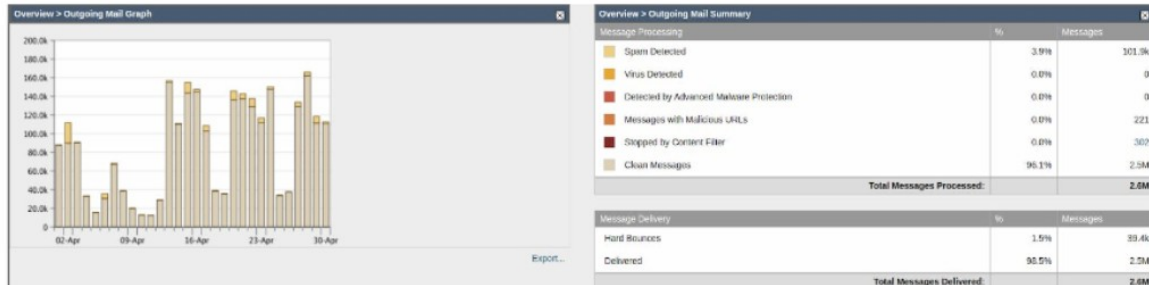 Overview > Outgoing Mail Graph
200.0k
180.0k
160.0k
140.0k
120.0k
100.0k
80.0k
60.0k
40.0k
20.0k
0
02-Apr 09-Apr 16-Apr 23-Apr 30-Apr
Export...
Overview > Outgoing Mail Summary
Message Processing % Messages
Spam Detected 3.9% 101.9k
Virus Detected 0.0% 0
Detected by Advanced Malware Protection 0.0% 0
Messages with Malicious URLs 0.0% 221
Stopped by Content Filter 0.0% 302
Clean Messages 96.1% 2.5M
Total Messages Processed: 2.6M
Message Delivery % Messages
Hard Bounces 1.5% 39.4k
Delivered 98.5% 2.5M
Total Messages Delivered: 2.6M